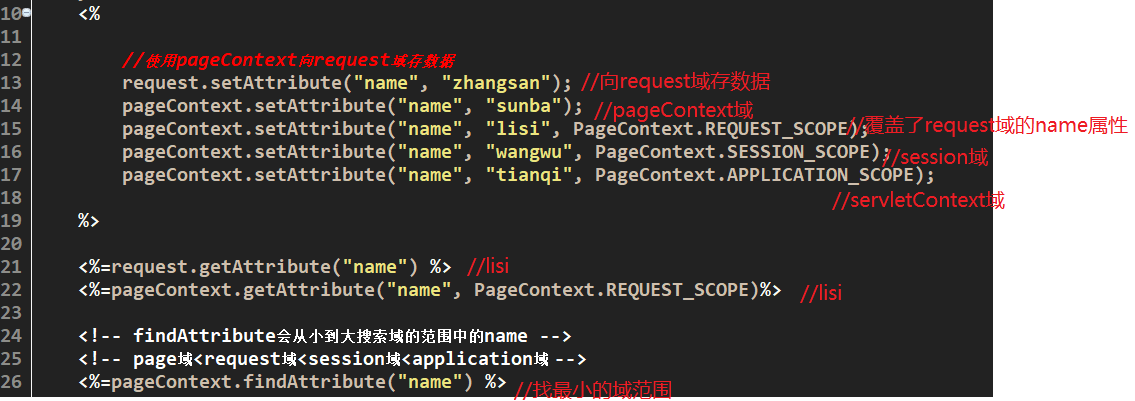 10 <%
11
12 //使用pageContext向request域存数据
13 request.setAttribute("name", "zhangsan"); //向request域存数据
14 pageContext.setAttribute("name", "sunba"); //pageContext域
15 pageContext.setAttribute("name", "lisi", PageContext.REQUEST_SCOPE); //覆盖了request域的name属性
16 pageContext.setAttribute("name", "wangwu", PageContext.SESSION_SCOPE); //session域
17 pageContext.setAttribute("name", "tianqi", PageContext.APPLICATION_SCOPE);
18 //servletContext域
19 %>
20
21 <%=request.getAttribute("name") %> //lisi
22 <%=pageContext.getAttribute("name", PageContext.REQUEST_SCOPE)%> //lisi
23
24 <!-- findAttribute会从小到大搜索域的范围中的name -->
25 <!-- page域<request域<session域<application域 -->
26 <%=pageContext.findAttribute("name") %> //找最小的域范围